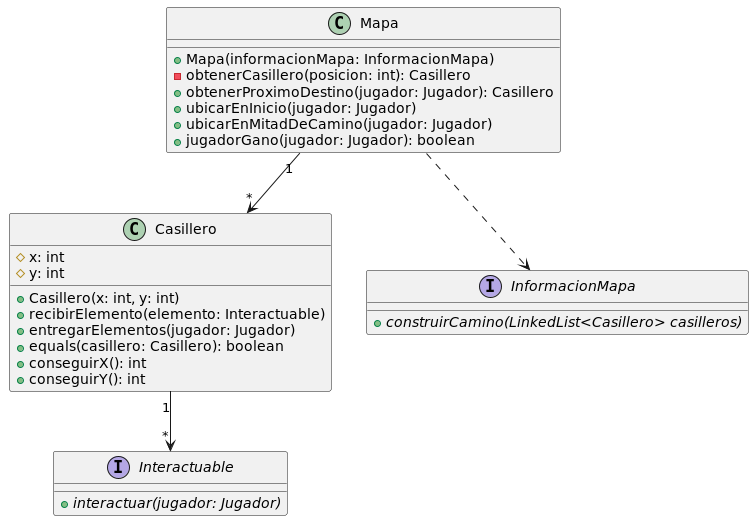 C Mapa
Mapa(informacionMapa: InformacionMapa)
obtenerCasillero(posicion: int): Casillero
obtenerProximoDestino(jugador: Jugador): Casillero
ubicarEnInicio(jugador: Jugador)
ubicarEnMitadDeCamino(jugador: Jugador)
jugadorGano(jugador: Jugador): boolean
1
*
C Casillero
x: int
y: int
Casillero(x: int, y: int)
recibirElemento(elemento: Interactuable)
entregarElementos(jugador: Jugador)
equals(casillero: Casillero): boolean
conseguirX(): int
conseguirY(): int
I InformacionMapa
construirCamino(LinkedList<Casillero> casilleros)
1
*
I Interactuable
interactuar(jugador: Jugador)